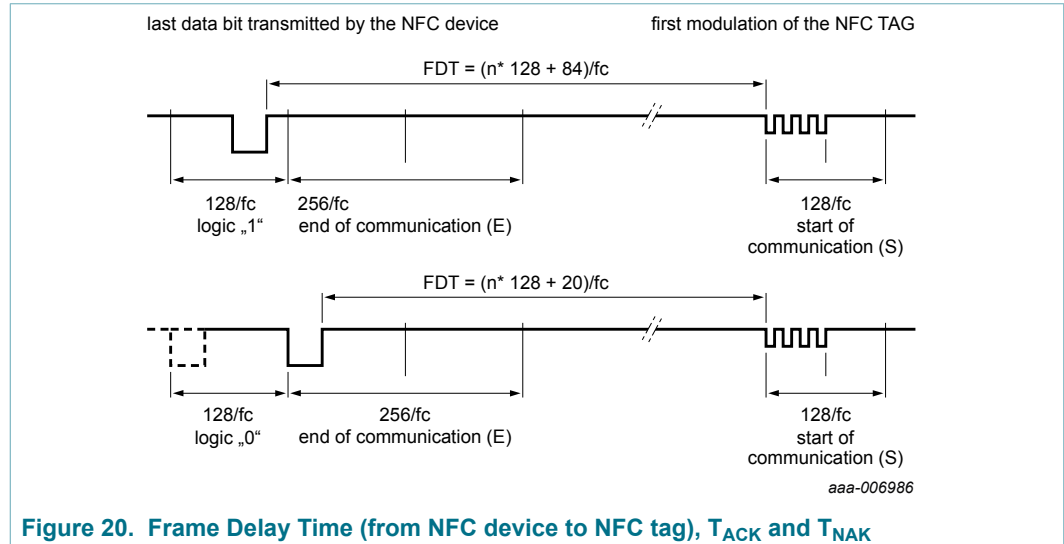 last data bit transmitted by the NFC device
first modulation of the NFC TAG
FDT = (n* 128 + 84)/fc
128/fc
logic „1“
256/fc
end of communication (E)
128/fc
start of
communication (S)
FDT = (n* 128 + 20)/fc
128/fc
logic „0“
256/fc
end of communication (E)
128/fc
start of
communication (S)
aaa-006986
Figure 20. Frame Delay Time (from NFC device to NFC tag), TACK and TNAK